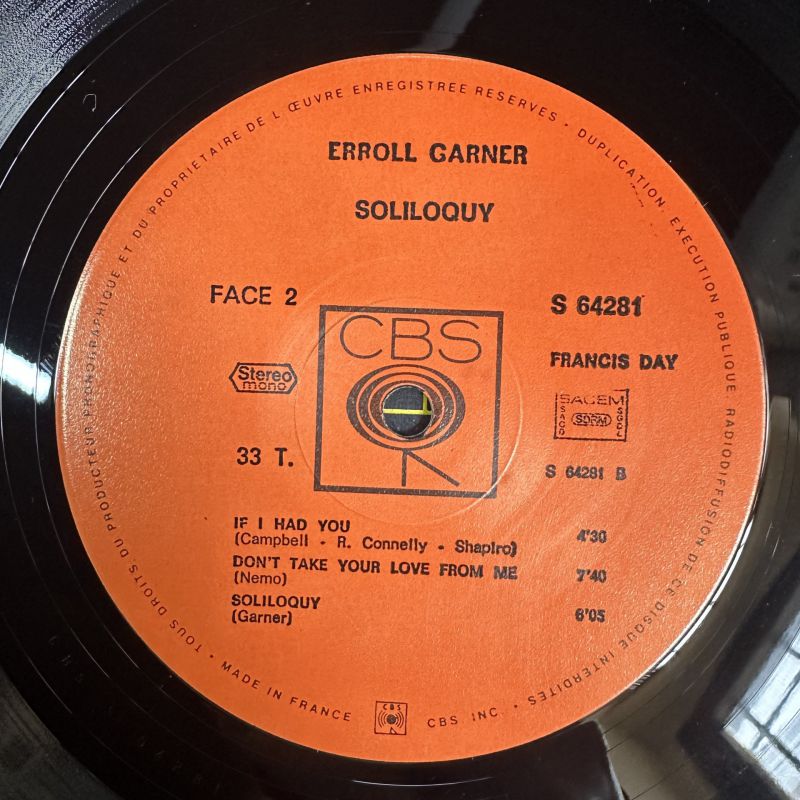 ERROLL GARNER
SOLILOQUY
FACE 2
S 64281
CBS
FRANCIS DAY
Stereo
mono
SACEM
SACD
SDRM
SGDL
33 T.
S 64281 B
IF I HAD YOU 4'30
(Campbell - R. Connelly - Shapiro)
DON'T TAKE YOUR LOVE FROM ME 7'40
(Nemo)
SOLILOQUY 6'05
(Garner)
TOUS DROITS DU PRODUCTEUR PHONOGRAPHIQUE ET DU PROPRIETAIRE DE L'ŒUVRE ENREGISTREE RESERVES - DUPLICATION, EXECUTION PUBLIQUE, RADIODIFFUSION DE CE DISQUE INTERDITES -
MADE IN FRANCE
CBS
CBS INC.